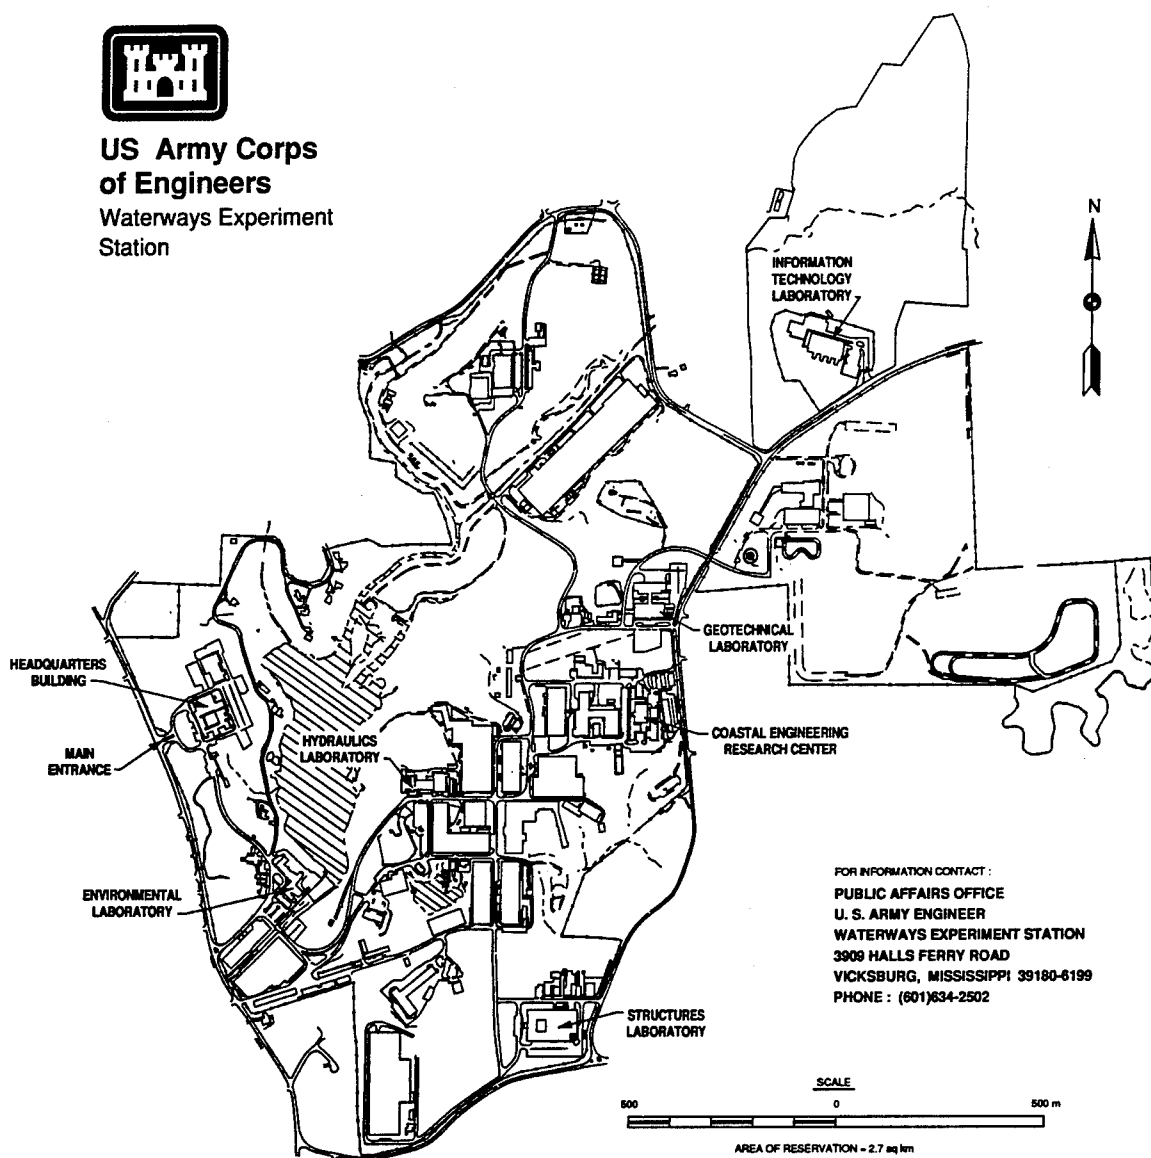 US Army Corps
of Engineers
Waterways Experiment
Station
N
INFORMATION
TECHNOLOGY
LABORATORY
GEOTECHNICAL
LABORATORY
HEADQUARTERS
BUILDING
MAIN
ENTRANCE
HYDRAULICS
LABORATORY
COASTAL ENGINEERING
RESEARCH CENTER
ENVIRONMENTAL
LABORATORY
STRUCTURES
LABORATORY
FOR INFORMATION CONTACT :
PUBLIC AFFAIRS OFFICE
U. S. ARMY ENGINEER
WATERWAYS EXPERIMENT STATION
3909 HALLS FERRY ROAD
VICKSBURG, MISSISSIPPI 39180-6199
PHONE : (601)634-2502
SCALE
500 0 500 m
AREA OF RESERVATION = 2.7 sq km